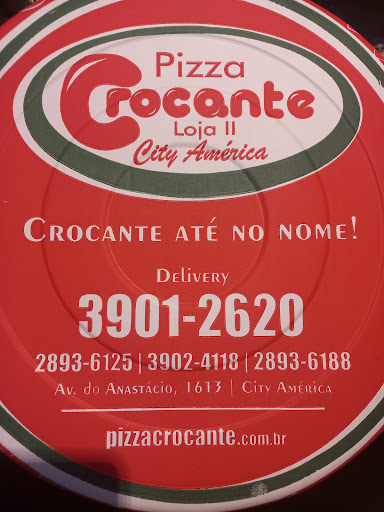 Pizza
Crocante
Loja II
City América
CROCANTE ATÉ NO NOME!
DELIVERY
3901-2620
2893-6125 | 3902-4118 | 2893-6188
AV. DO ANASTÁCIO, 1613 | CITY AMÉRICA
pizzacrocante.com.br